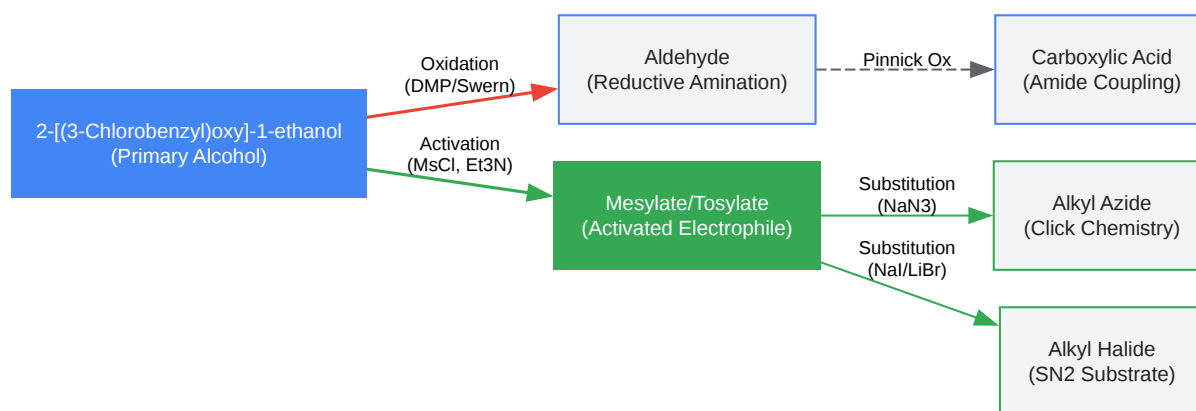 2-[(3-Chlorobenzyl)oxy]-1-ethanol
(Primary Alcohol)
Oxidation
(DMP/Swern)
Aldehyde
(Reductive Amination)
Pinnick Ox
Carboxylic Acid
(Amide Coupling)
Activation
(MsCl, Et3N)
Mesylate/Tosylate
(Activated Electrophile)
Substitution
(NaN3)
Alkyl Azide
(Click Chemistry)
Substitution
(NaI/LiBr)
Alkyl Halide
(SN2 Substrate)